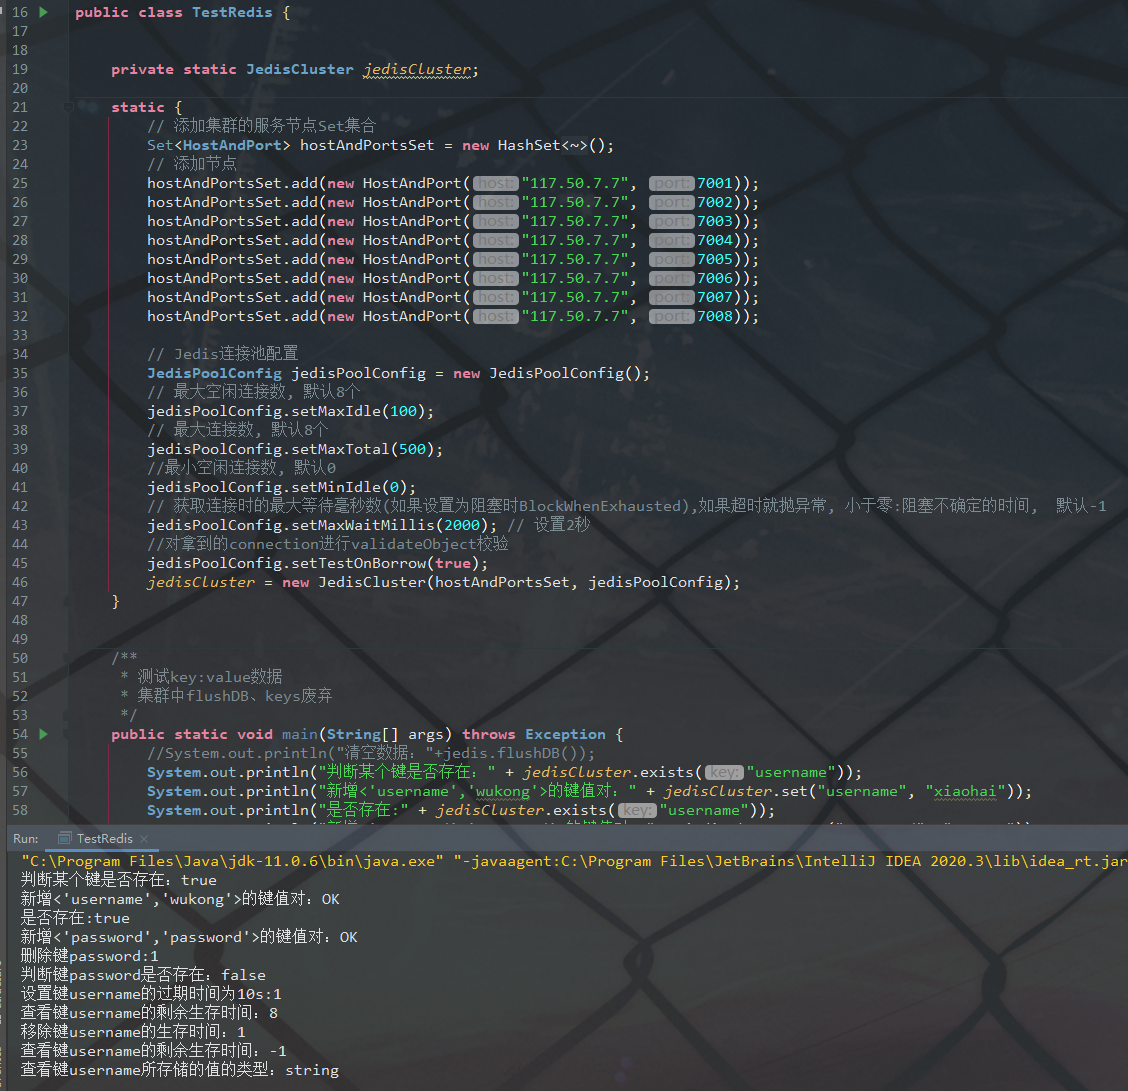 16 public class TestRedis {
17
18
19 private static JedisCluster jedisCluster;
20
21 static {
22 // 添加集群的服务节点Set集合
23 Set<HostAndPort> hostAndPortsSet = new HashSet<~>();
24 // 添加节点
25 hostAndPortsSet.add(new HostAndPort( host: "117.50.7.7", port: 7001));
26 hostAndPortsSet.add(new HostAndPort( host: "117.50.7.7", port: 7002));
27 hostAndPortsSet.add(new HostAndPort( host: "117.50.7.7", port: 7003));
28 hostAndPortsSet.add(new HostAndPort( host: "117.50.7.7", port: 7004));
29 hostAndPortsSet.add(new HostAndPort( host: "117.50.7.7", port: 7005));
30 hostAndPortsSet.add(new HostAndPort( host: "117.50.7.7", port: 7006));
31 hostAndPortsSet.add(new HostAndPort( host: "117.50.7.7", port: 7007));
32 hostAndPortsSet.add(new HostAndPort( host: "117.50.7.7", port: 7008));
33
34 // Jedis连接池配置
35 JedisPoolConfig jedisPoolConfig = new JedisPoolConfig();
36 // 最大空闲连接数, 默认8个
37 jedisPoolConfig.setMaxIdle(100);
38 // 最大连接数, 默认8个
39 jedisPoolConfig.setMaxTotal(500);
40 //最小空闲连接数, 默认0
41 jedisPoolConfig.setMinIdle(0);
42 // 获取连接时的最大等待毫秒数(如果设置为阻塞时BlockWhenExhausted),如果超时就抛异常, 小于零:阻塞不确定的时间, 默认-1
43 jedisPoolConfig.setMaxWaitMillis(2000); // 设置2秒
44 //对拿到的connection进行validateObject校验
45 jedisPoolConfig.setTestOnBorrow(true);
46 jedisCluster = new JedisCluster(hostAndPortsSet, jedisPoolConfig);
47 }
48
49
50 /**
51 * 测试key:value数据
52 * 集群中flushDB、keys废弃
53 */
54 public static void main(String[] args) throws Exception {
55 //System.out.println("清空数据："+jedis.flushDB());
56 System.out.println("判断某个键是否存在：" + jedisCluster.exists( key: "username"));
57 System.out.println("新增<'username','wukong'>的键值对：" + jedisCluster.set("username", "xiaohai"));
58 System.out.println("是否存在:" + jedisCluster.exists( key: "username"));
Run: TestRedis ×
"C:\Program Files\Java\jdk-11.0.6\bin\java.exe" "-javaagent:C:\Program Files\JetBrains\IntelliJ IDEA 2020.3\lib\idea_rt.jar
判断某个键是否存在：true
新增<'username','wukong'>的键值对：OK
是否存在:true
新增<'password','password'>的键值对：OK
删除键password:1
判断键password是否存在：false
设置键username的过期时间为10s:1
查看键username的剩余生存时间：8
移除键username的生存时间：1
查看键username的剩余生存时间：-1
查看键username所存储的值的类型：string